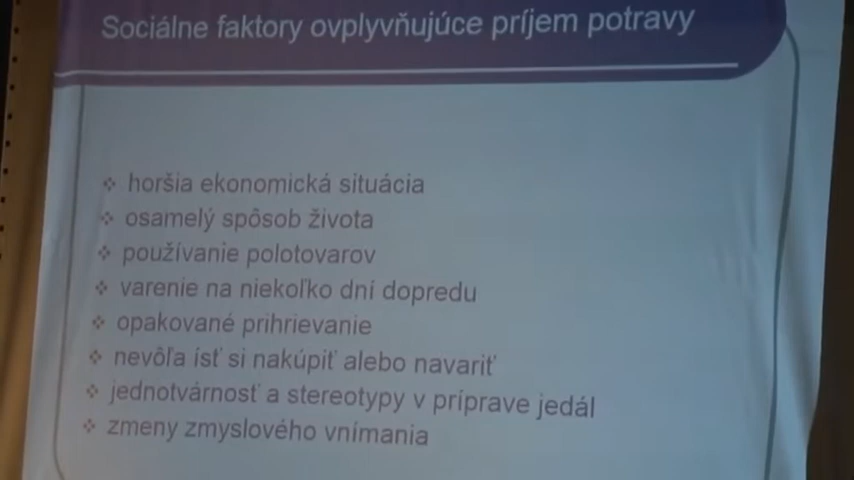 Sociálne faktory ovplyvňujúce príjem potravy
horšia ekonomická situácia
osamelý spôsob života
používanie polotovarov
varenie na niekoľko dní dopredu
opakované prihrievanie
nevôľa ísť si nakúpiť alebo navariť
jednotvárnosť a stereotypy v príprave jedál
zmeny zmyslového vnímania